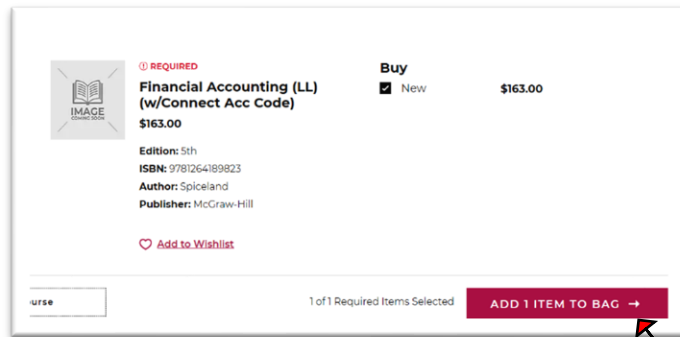 IMAGE
COMING SOON
REQUIRED
Financial Accounting (LL)
(w/Connect Acc Code)
$163.00
Edition: 5th
ISBN: 9781264189823
Author: Spiceland
Publisher: McGraw-Hill
Add to Wishlist
Buy
New $163.00
urse
1 of 1 Required Items Selected
ADD 1 ITEM TO BAG →